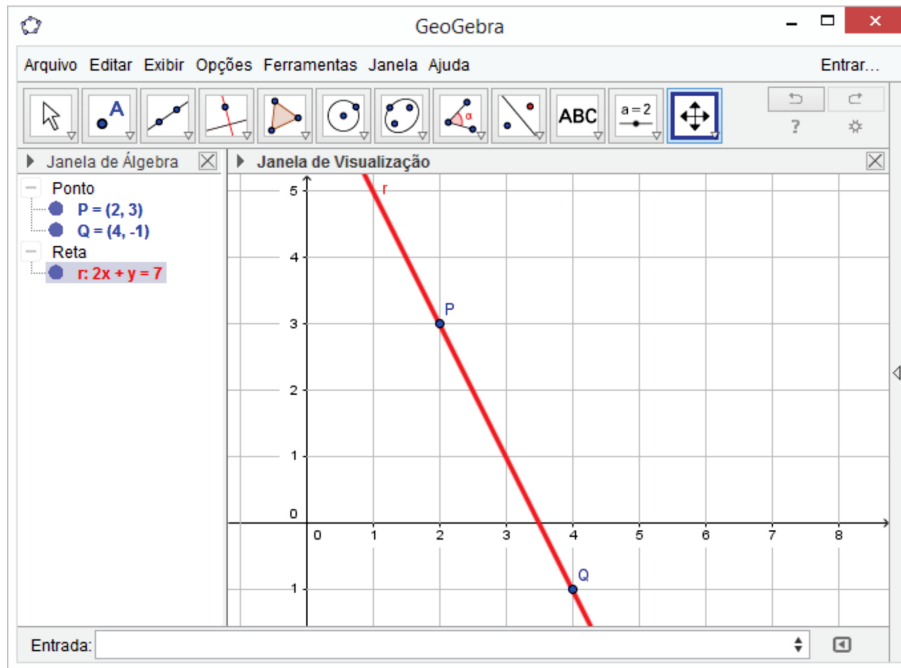 GeoGebra
Arquivo Editar Exibir Opções Ferramentas Janela Ajuda Entrar...
A α ABC a = 2 ?
Janela de Álgebra
Janela de Visualização
Ponto
P = (2, 3)
Q = (4, -1)
Reta
r: 2x + y = 7
r
5
4
P
3
2
1
0
0 1 2 3 4 5 6 7 8
Q
1
Entrada: